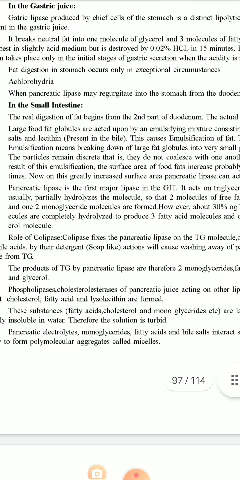 In the Gastric juice:
Gatric lipase produced by chief cells of the stomach is a distinct lipolytic
nt in the gastric juice.
It breaks neutral fat into one molecule of glycerol and 3 molecules of fatty
best in slightly acid medium but is destroyed by 0.02% HCL in 15 minutes.
n takes place only in the initial stages of gastric secretion when the acidity is
Fat digestion in stomach occurs only in exceptional circumstances
Achlorohydria
When pancreatic lipase may regurgitate into stomach from the duoden
In the Small Intestine:
The real digestion of fat begins from the 2nd part of duodenum. The actual
Large food fat globules are acted upon by an emulsifying mixture consisti
salts and lecithin (Present in the bile). This causes Emulsification of fat.
Emulsification means breaking down of large fat globules into very small
The particles remain discrete that is, they do not coalesce with one anoth
result of this emulsification, the surface area of food fats increase probably
times. Now on this greatly increased surface area pancreatic lipase can act
Pancreatic lipase is the first major lipase in the GIT. It acts on triglycer
usually, partially hydrolyzes the molecule, so that 2 molecules of free fa
and one 2 monoglyceride molecules are formed.How ever, about 30% og
ecules are completely hydrolyzed to produce 3 fatty acid molecules and
erol molecule.
Role of Colipase:Colipase fixes the pancreatic lipase on the TG molecule,
le acids, by their detergent (Soap like) actions will cause washing away of p
e from TG.
The products of TG by pancreatic lipase are therefore 2 monoglycerides,fa
and glycerol.
Phospholipases,cholesterolesterases of pancreatic juice acting on other lip
cholesterol, fatty acid and lysolecithin are formed.
These substances (fatty acids,cholesterol and mono glycerides etc) are
ly insoluble in water. Therefore the solution is turbid.
Pancreatic electrolytes, monoglycerides, fatty acids and bile salts interact
to form polymolecular aggregates called micelles.
97 / 114